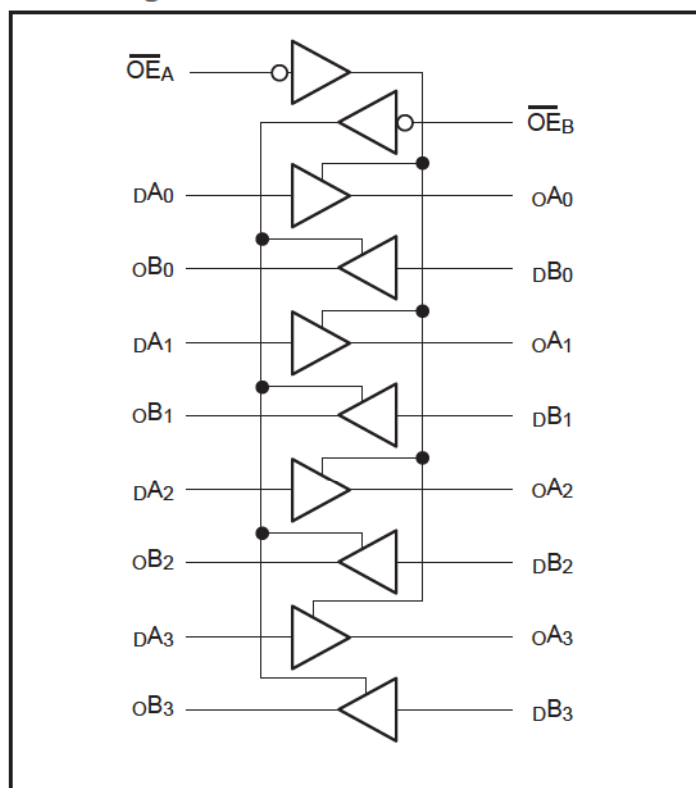 OEA
OEB
DA0 OA0
OB0 DB0
DA1 OA1
OB1 DB1
DA2 OA2
OB2 DB2
DA3 OA3
OB3 DB3